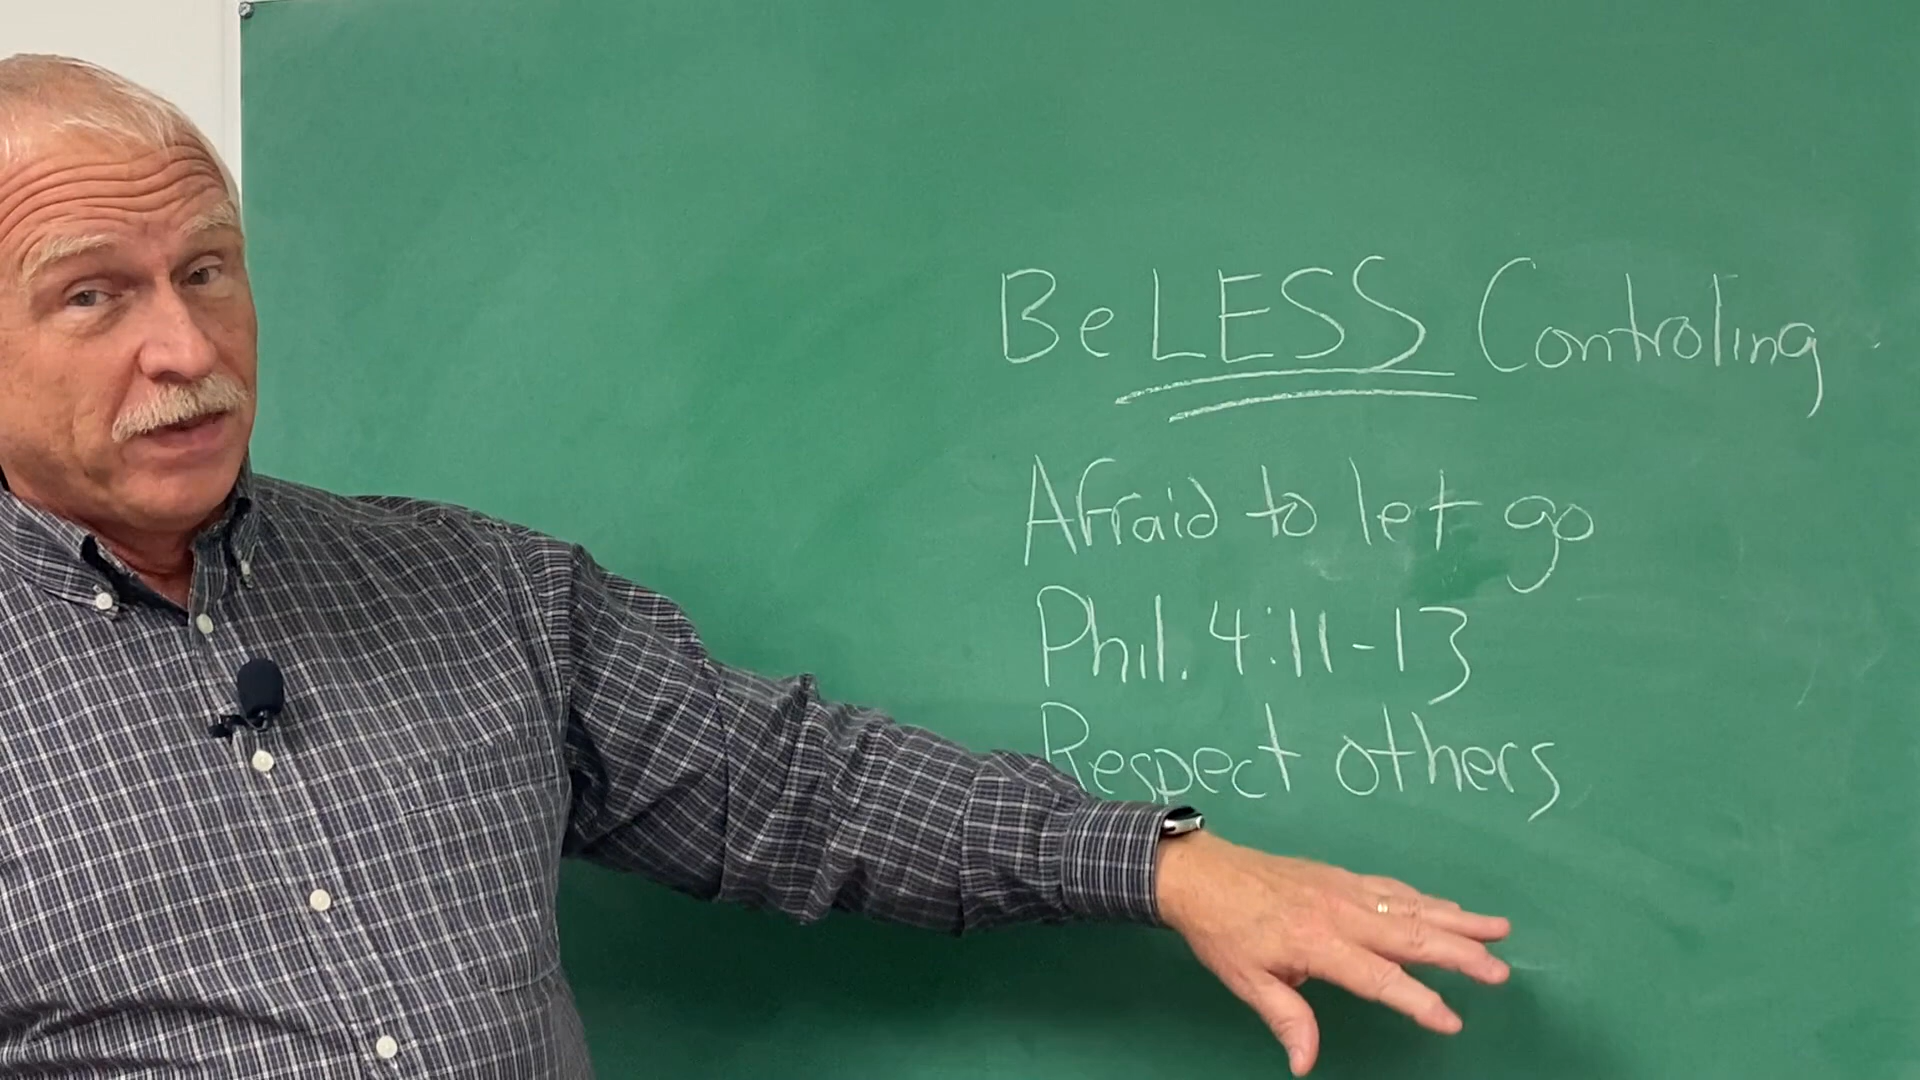 Be LESS Controling
Afraid to let go
Phil. 4:11-13
Respect others